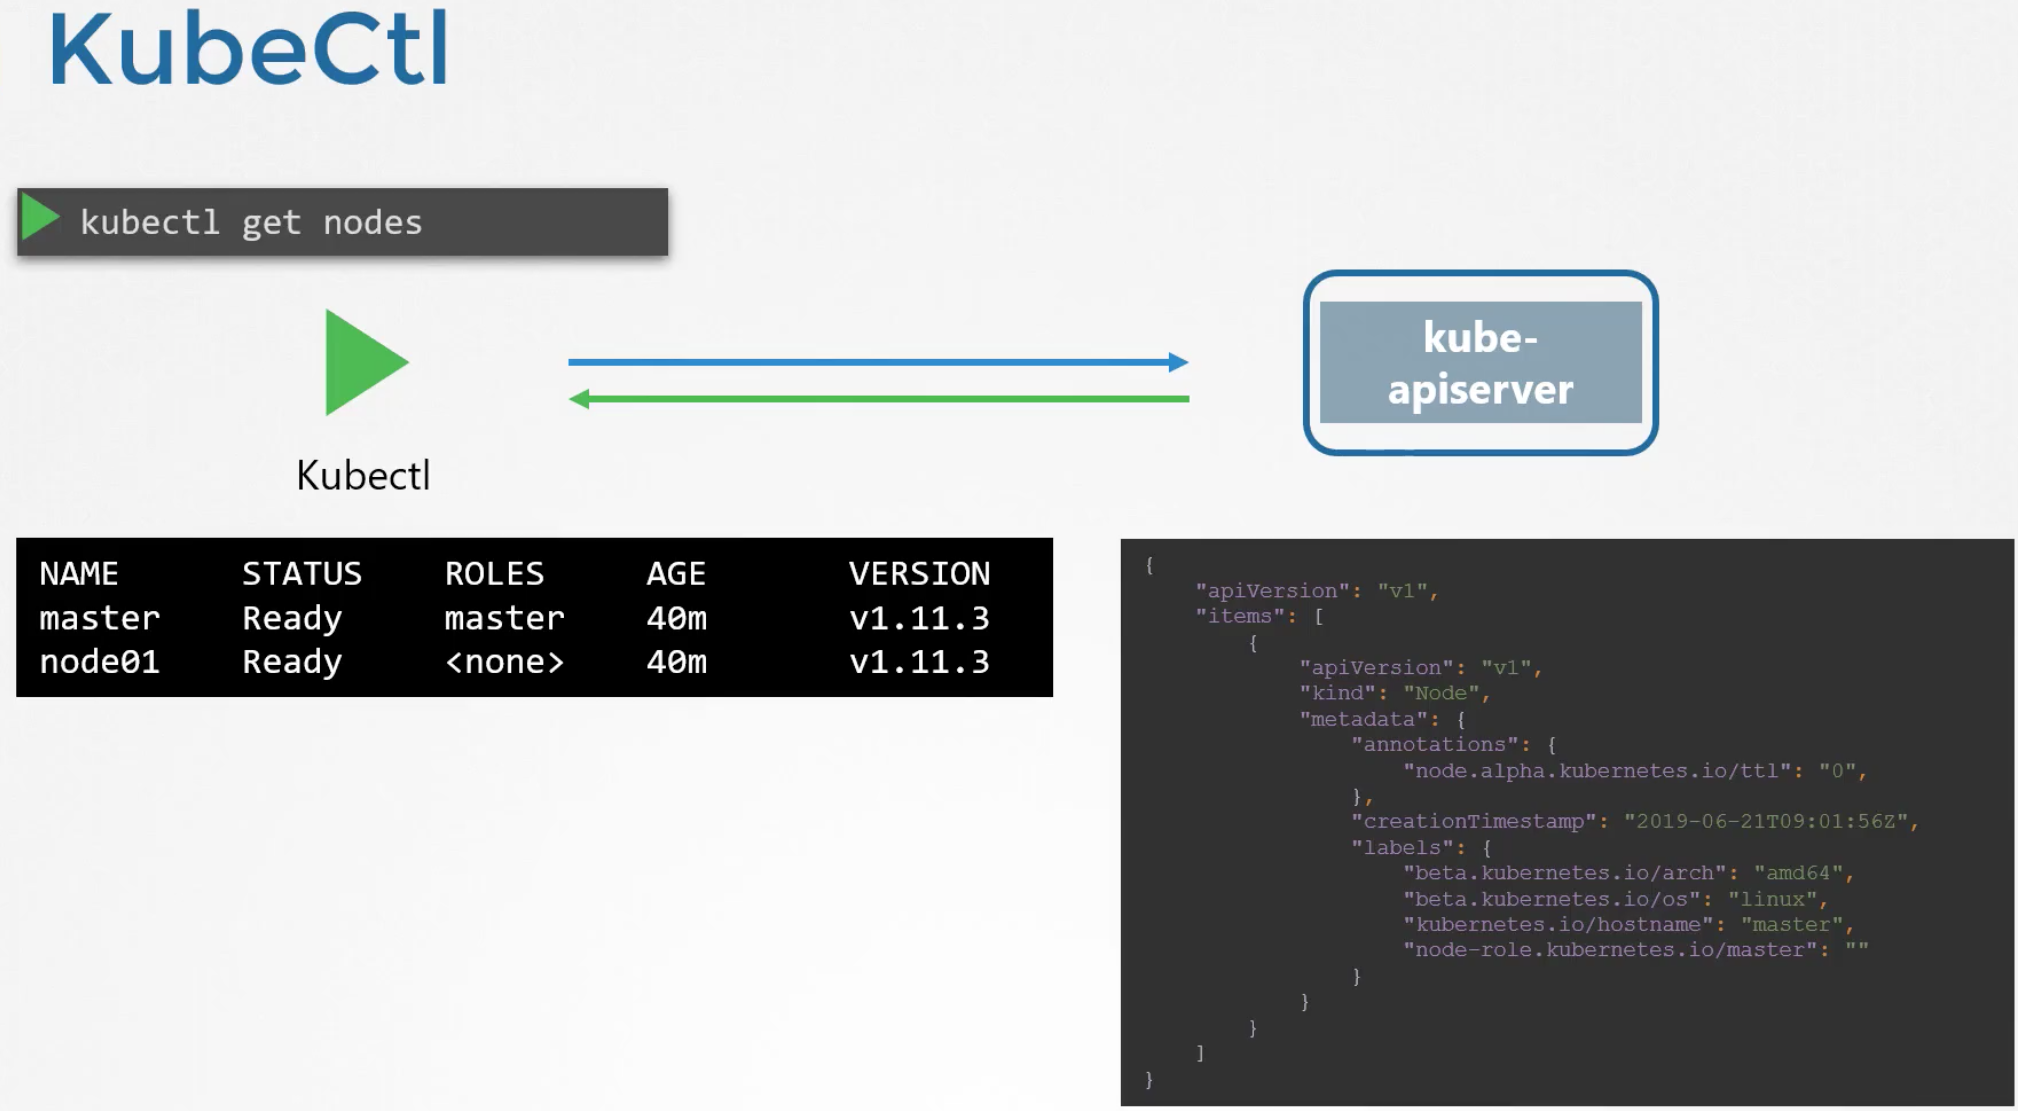 KubeCtl
kubectl get nodes
kube-
apiserver
Kubectl
NAME STATUS ROLES AGE VERSION
master Ready master 40m v1.11.3
node01 Ready <none> 40m v1.11.3
{
"apiVersion": "v1",
"items": [
{
"apiVersion": "v1",
"kind": "Node",
"metadata": {
"annotations": {
"node.alpha.kubernetes.io/ttl": "0",
},
"creationTimestamp": "2019-06-21T09:01:56Z",
"labels": {
"beta.kubernetes.io/arch": "amd64",
"beta.kubernetes.io/os": "linux",
"kubernetes.io/hostname": "master",
"node-role.kubernetes.io/master": ""
}
}
}
]
}